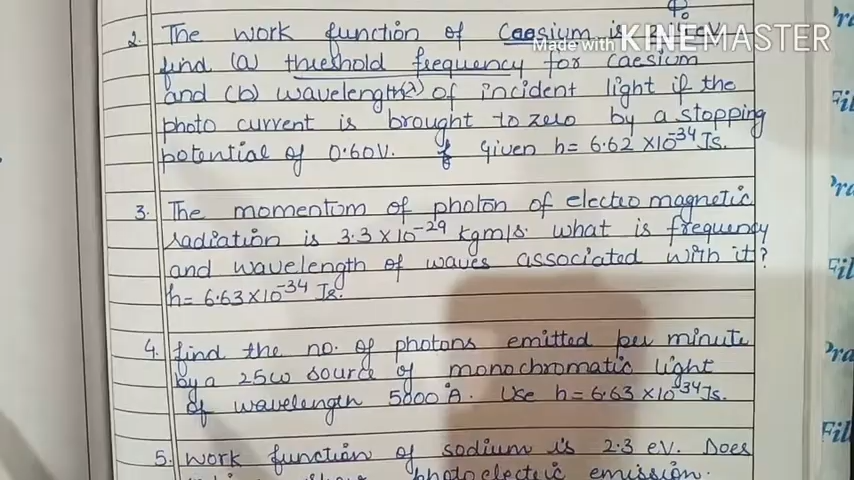 2. The work function of Caesium is
Made with KINEMASTER
find (a) threshold frequency for caesium
and (b) wavelength(λ) of incident light if the
photo current is brought to zero by a stopping
potential of 0.60V. Given h = 6.62 ×10⁻³⁴ Js.
3. The momentum of photon of electro magnetic
radiation is 3.3 × 10⁻²⁹ kgm/s. what is frequency
and wavelength of waves associated with it?
h = 6.63×10⁻³⁴ Js.
4. find the no. of photons emitted per minute
by a 25w source of monochromatic light
of wavelength 5000 Å. Use h = 6.63 ×10⁻³⁴Js.
5. Work function of sodium is 2.3 eV. Does
photoelectric emission.